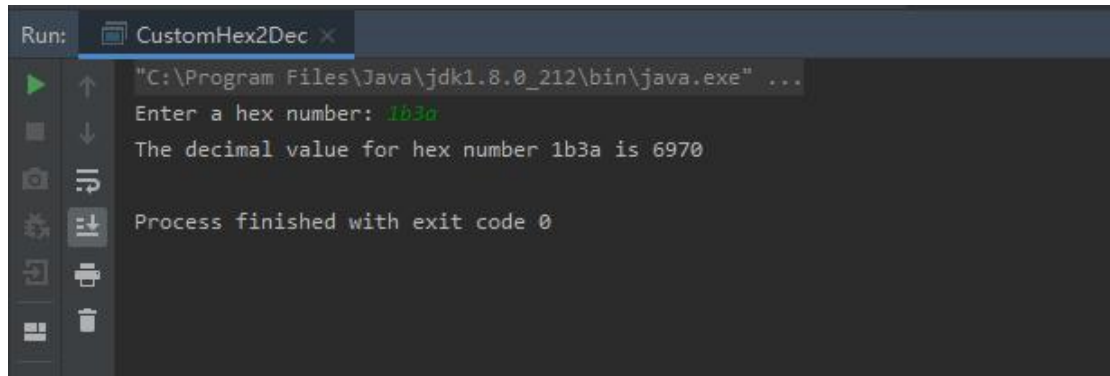 Run: CustomHex2Dec
"C:\Program Files\Java\jdk1.8.0_212\bin\java.exe" ...
Enter a hex number: 1b3a
The decimal value for hex number 1b3a is 6970
Process finished with exit code 0